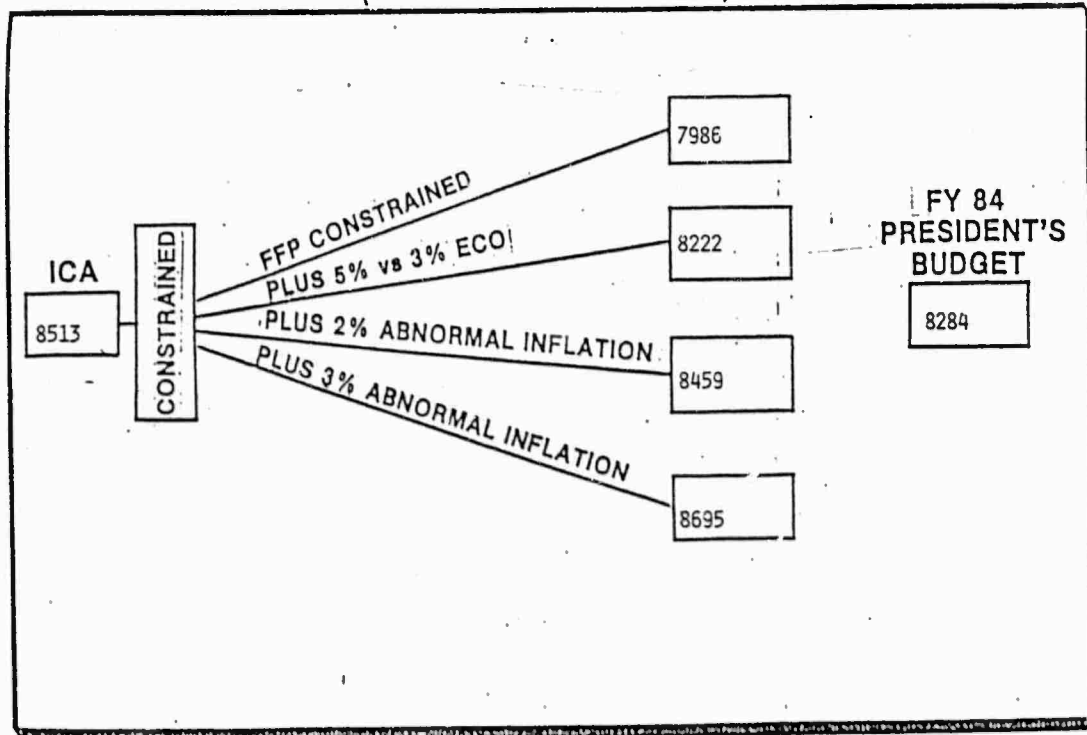 ICA
8513
CONSTRAINED
FFP CONSTRAINED
7986
PLUS 5% vs 3% ECO
8222
PLUS 2% ABNORMAL INFLATION
8459
PLUS 3% ABNORMAL INFLATION
8695
FY 84
PRESIDENT'S
BUDGET
8284